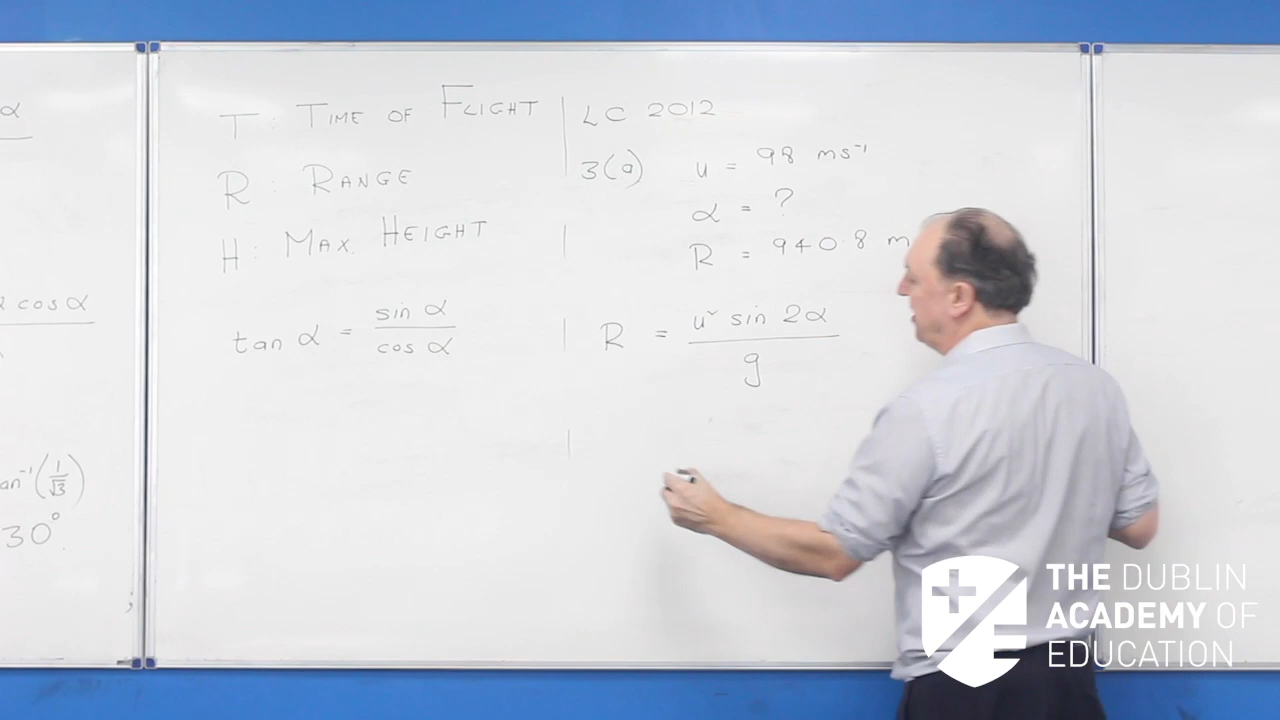 α
2 cos α
an⁻¹(1/√3)
30°
T : TIME OF FLIGHT
R : RANGE
H : MAX. HEIGHT
tan α = sin α / cos α
LC 2012
3(a) u = 98 ms⁻¹
α = ?
R = 940.8 m
R = u² sin 2α / g
THE DUBLIN
ACADEMY OF
EDUCATION